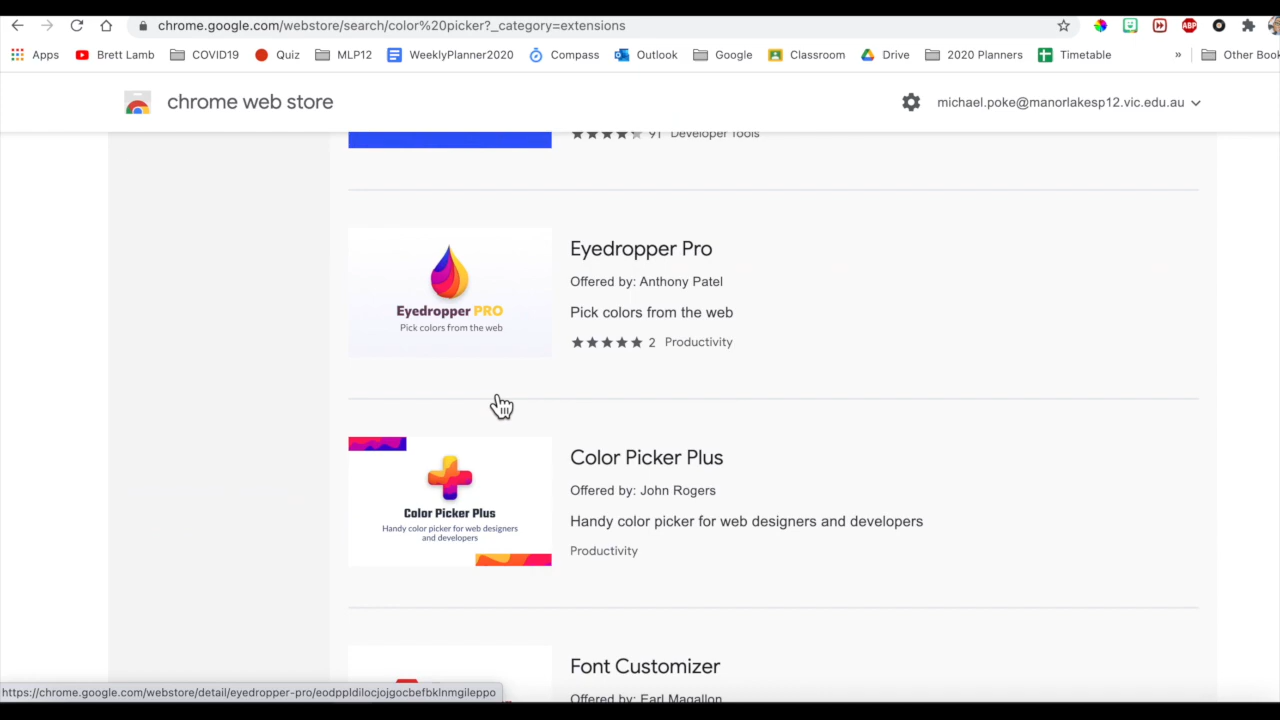 chrome.google.com/webstore/search/color%20picker?_category=extensions
Apps Brett Lamb COVID19 Quiz MLP12 WeeklyPlanner2020 Compass Outlook Google Classroom Drive 2020 Planners Timetable » Other Book
chrome web store michael.poke@manorlakesp12.vic.edu.au
91 Developer Tools
Eyedropper PRO
Pick colors from the web
Eyedropper Pro
Offered by: Anthony Patel
Pick colors from the web
2 Productivity
Color Picker Plus
Handy color picker for web designers
and developers
Color Picker Plus
Offered by: John Rogers
Handy color picker for web designers and developers
Productivity
Font Customizer
Offered by: Earl Magallon
https://chrome.google.com/webstore/detail/eyedropper-pro/eodppldilocjojgocbefbklnmgileppo